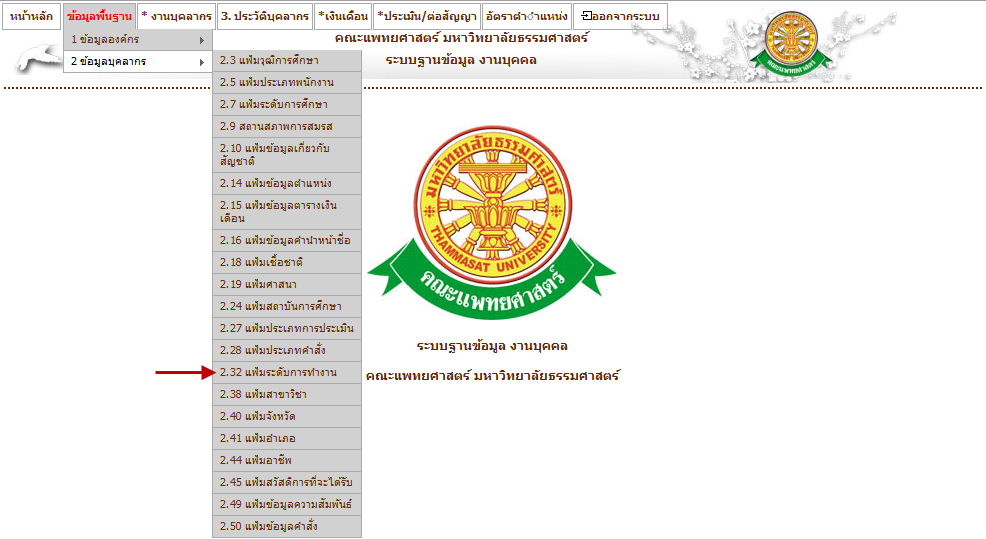 หน้าหลัก ข้อมูลพื้นฐาน * งานบุคลากร 3. ประวัติบุคลากร *เงินเดือน *ประเมิน/ต่อสัญญา อัตราตำแหน่ง ออกจากระบบ
คณะแพทยศาสตร์ มหาวิทยาลัยธรรมศาสตร์
ระบบฐานข้อมูล งานบุคคล
1 ข้อมูลองค์กร
2 ข้อมูลบุคลากร
2.3 แฟ้มวุฒิการศึกษา
2.5 แฟ้มประเภทพนักงาน
2.7 แฟ้มระดับการศึกษา
2.9 สถานสภาพการสมรส
2.10 แฟ้มข้อมูลเกี่ยวกับ
สัญชาติ
2.14 แฟ้มข้อมูลตำแหน่ง
2.15 แฟ้มข้อมูลตารางเงิน
เดือน
2.16 แฟ้มข้อมูลคำนำหน้าชื่อ
2.18 แฟ้มเชื้อชาติ
2.19 แฟ้มศาสนา
2.24 แฟ้มสถาบันการศึกษา
2.27 แฟ้มประเภทการประเมิน
2.28 แฟ้มประเภทคำสั่ง
2.32 แฟ้มระดับการทำงาน
2.38 แฟ้มสาขาวิชา
2.40 แฟ้มจังหวัด
2.41 แฟ้มอำเภอ
2.44 แฟ้มอาชีพ
2.45 แฟ้มสวัสดิการที่จะได้รับ
2.49 แฟ้มข้อมูลความสัมพันธ์
2.50 แฟ้มข้อมูลคำสั่ง
มหาวิทยาลัยธรรมศาสตร์
THAMMASAT UNIVERSITY
คณะแพทยศาสตร์
ระบบฐานข้อมูล งานบุคคล
คณะแพทยศาสตร์ มหาวิทยาลัยธรรมศาสตร์
คณะแพทยศาสตร์